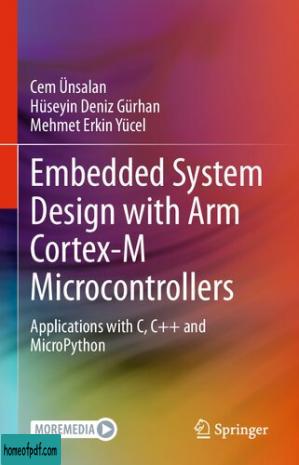 Cem Ünsalan
Hüseyin Deniz Gürhan
Mehmet Erkin Yücel
Embedded System
Design with Arm
Cortex-M
Microcontrollers
Applications with C, C++ and
MicroPython
MOREMEDIA
Springer
homeofpdf.com